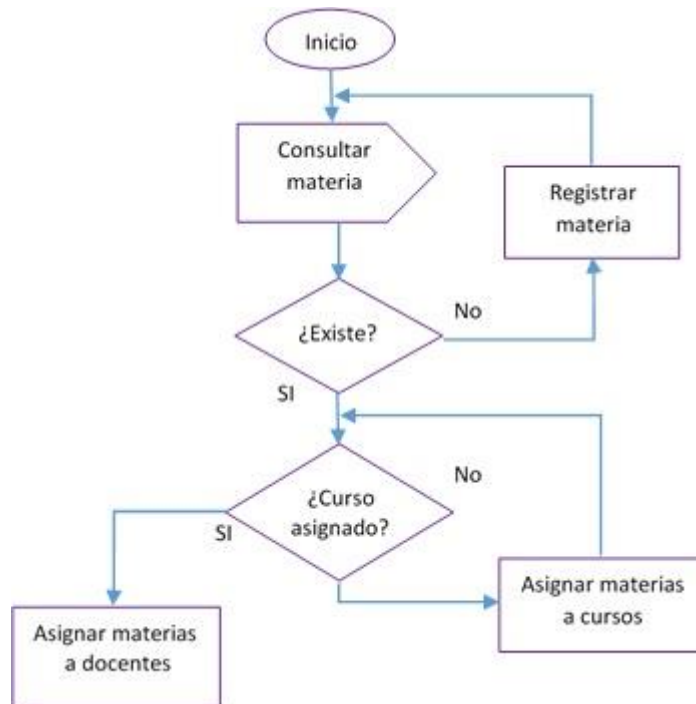 Inicio
Consultar
materia
Registrar
materia
¿Existe?
No
SI
¿Curso
asignado?
No
SI
Asignar materias
a cursos
Asignar materias
a docentes